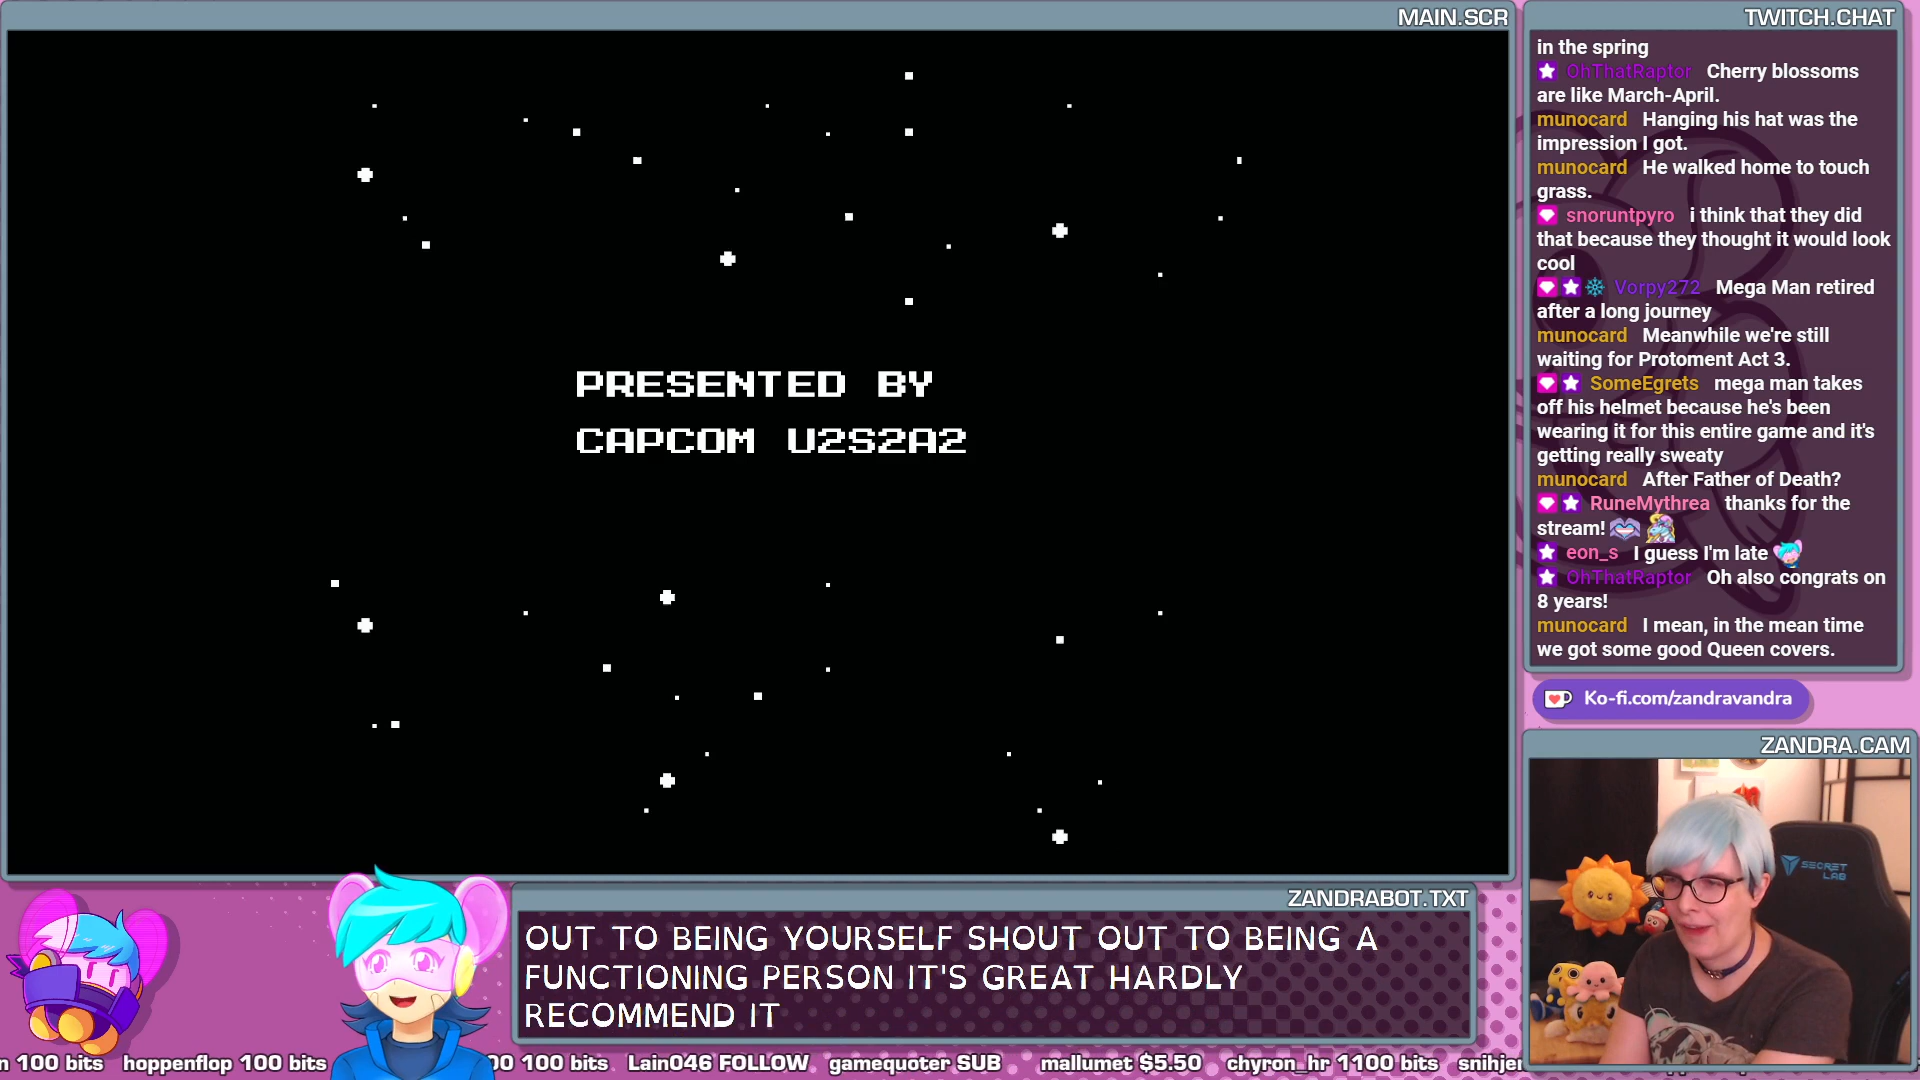 MAIN.SCR
PRESENTED BY
CAPCOM U2S2A2
TWITCH.CHAT
in the spring
OhThatRaptor Cherry blossoms
are like March-April.
munocard Hanging his hat was the
impression I got.
munocard He walked home to touch
grass.
snoruntpyro i think that they did
that because they thought it would look
cool
Vorpy272 Mega Man retired
after a long journey
munocard Meanwhile we're still
waiting for Protoment Act 3.
SomeEgrets mega man takes
off his helmet because he's been
wearing it for this entire game and it's
getting really sweaty
munocard After Father of Death?
RuneMythrea thanks for the
stream!
eon_s I guess I'm late
OhThatRaptor Oh also congrats on
8 years!
munocard I mean, in the mean time
we got some good Queen covers.
Ko-fi.com/zandravandra
ZANDRA.CAM
SECRET
LAB
ZANDRABOT.TXT
OUT TO BEING YOURSELF SHOUT OUT TO BEING A
FUNCTIONING PERSON IT'S GREAT HARDLY
RECOMMEND IT
n 100 bits hoppenflop 100 bits 00 100 bits Lain046 FOLLOW gamequoter SUB mallumet $5.50 chyron_hr 1100 bits snihjer